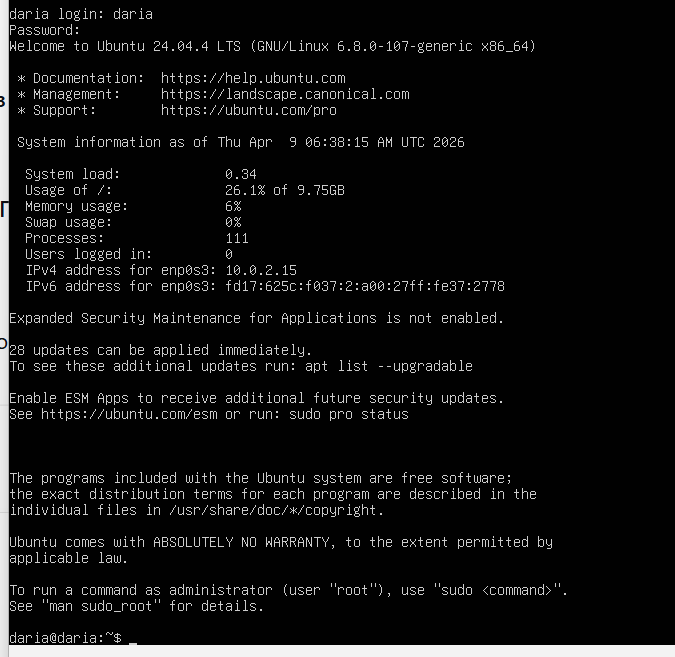 daria login: daria
Password:
Welcome to Ubuntu 24.04.4 LTS (GNU/Linux 6.8.0-107-generic x86_64)
 * Documentation:  https://help.ubuntu.com
 * Management:     https://landscape.canonical.com
 * Support:        https://ubuntu.com/pro
 System information as of Thu Apr  9 06:38:15 AM UTC 2026
  System load:             0.34
  Usage of /:              26.1% of 9.75GB
  Memory usage:            6%
  Swap usage:              0%
  Processes:               111
  Users logged in:         0
  IPv4 address for enp0s3: 10.0.2.15
  IPv6 address for enp0s3: fd17:625c:f037:2:a00:27ff:fe37:2778
Expanded Security Maintenance for Applications is not enabled.
28 updates can be applied immediately.
To see these additional updates run: apt list --upgradable
Enable ESM Apps to receive additional future security updates.
See https://ubuntu.com/esm or run: sudo pro status
The programs included with the Ubuntu system are free software;
the exact distribution terms for each program are described in the
individual files in /usr/share/doc/*/copyright.
Ubuntu comes with ABSOLUTELY NO WARRANTY, to the extent permitted by
applicable law.
To run a command as administrator (user "root"), use "sudo <command>".
See "man sudo_root" for details.
daria@daria:~$ _